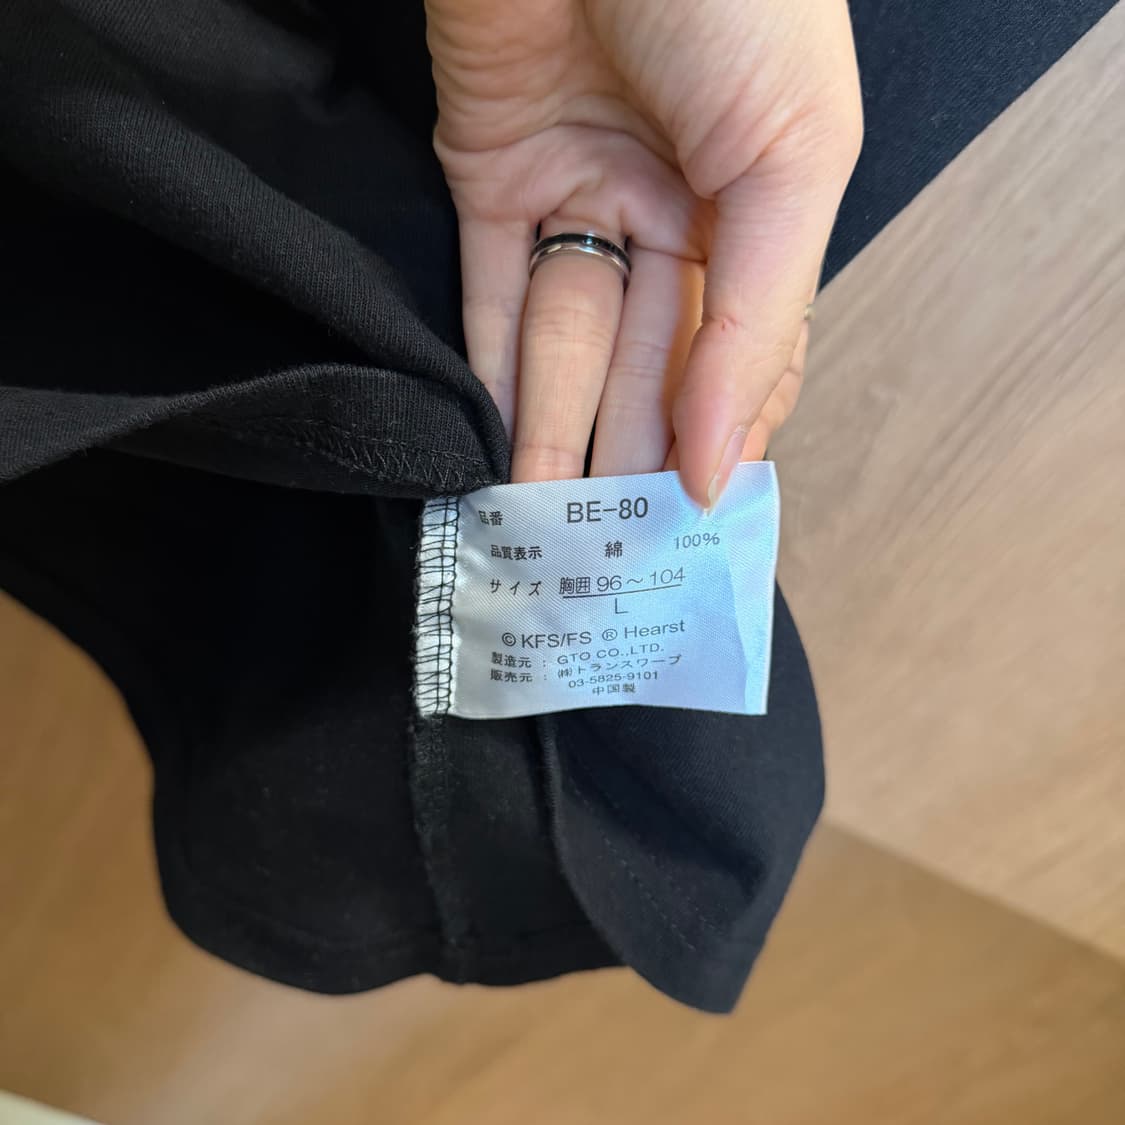 品番 BE-80
品質表示 綿 100%
サイズ 胸囲 96～104
L
© KFS/FS ® Hearst
製造元 : GTO CO.,LTD.
販売元 : ㈱トランスワープ
03-5825-9101
中国製